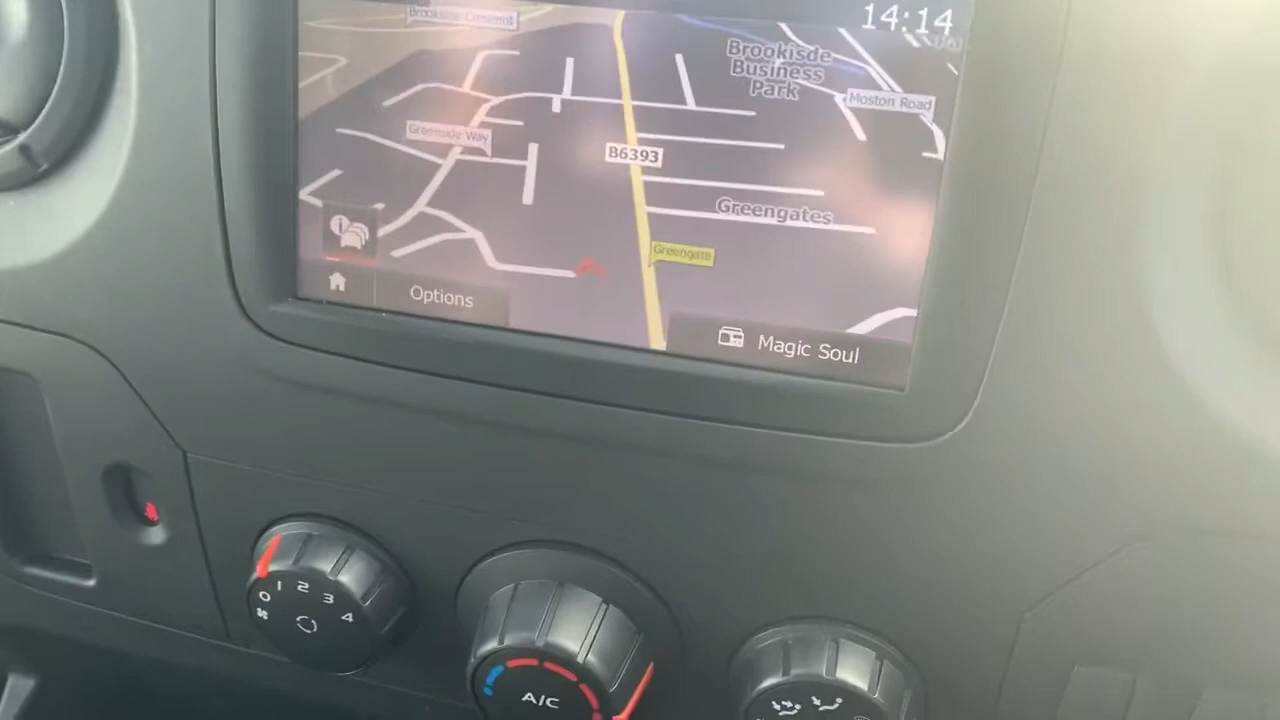 Brookside Crescent
14:14
Brookisde
Business
Park
Moston Road
Greenside Way
B6393
Greengates
Greengate
Options
Magic Soul
0 1 2 3 4
A/C